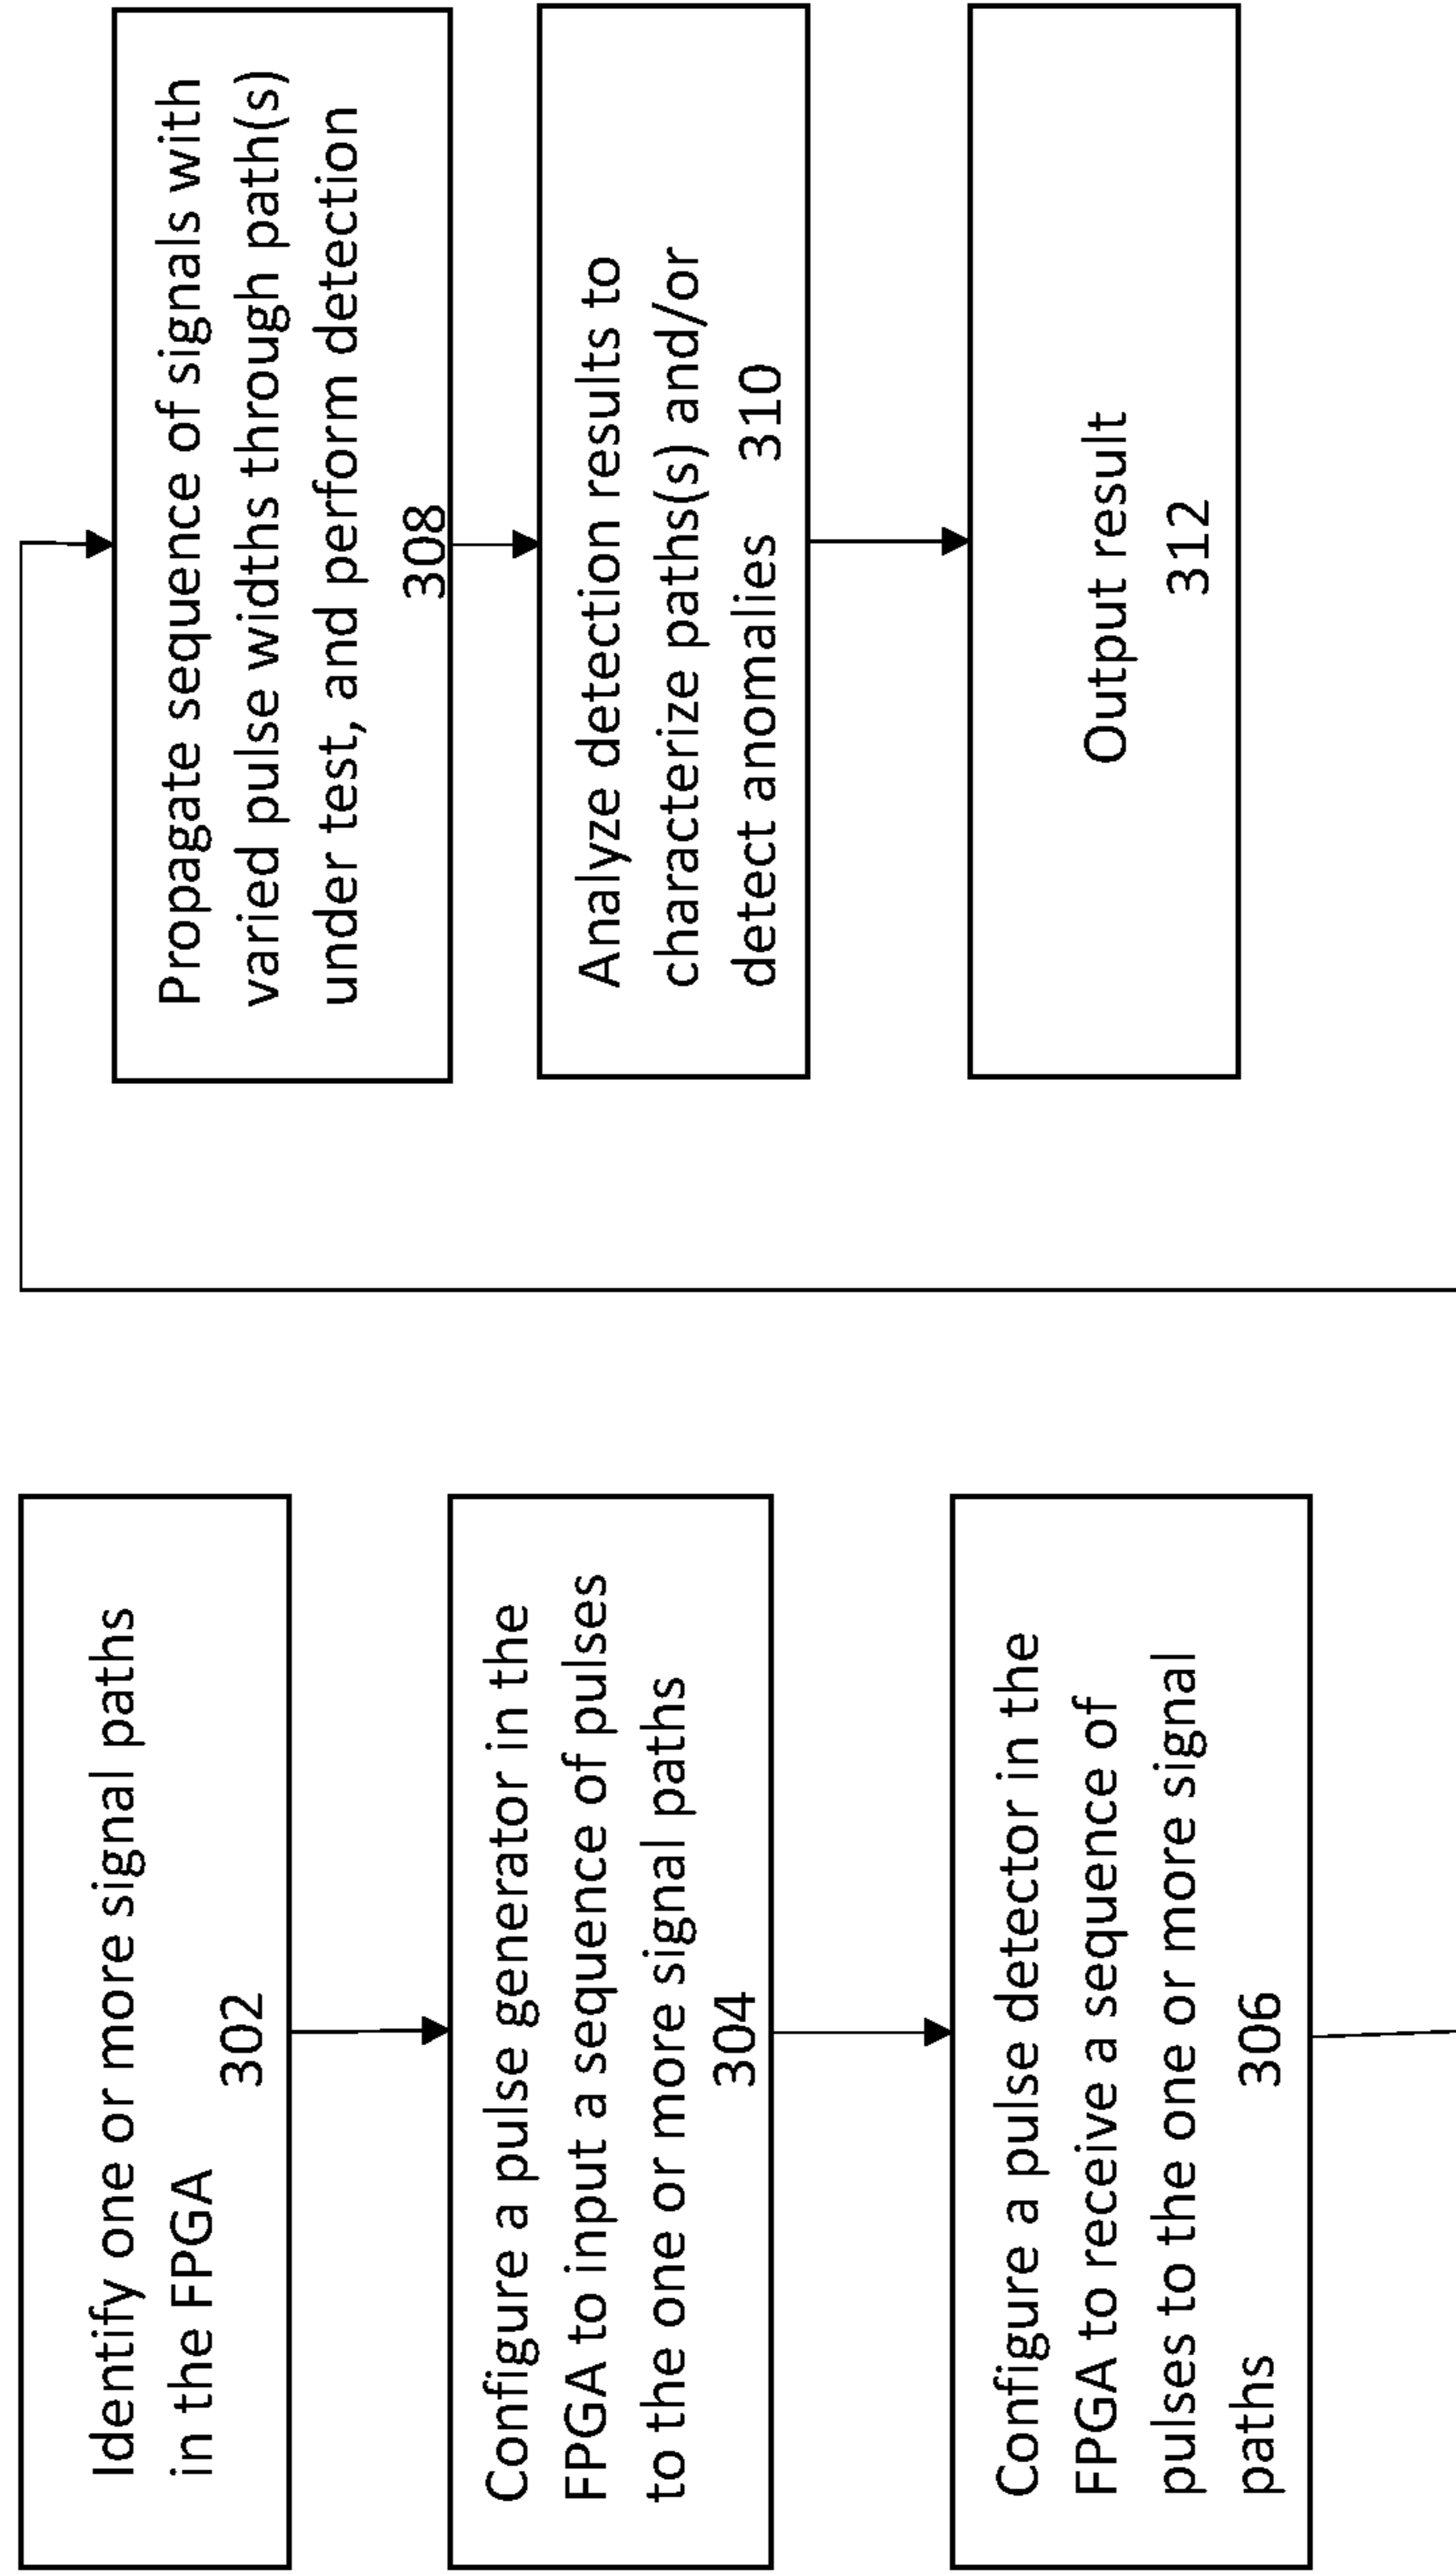 Identify one or more signal paths
in the FPGA
302
Configure a pulse generator in the
FPGA to input a sequence of pulses
to the one or more signal paths
304
Configure a pulse detector in the
FPGA to receive a sequence of
pulses to the one or more signal
paths 306
Propagate sequence of signals with
varied pulse widths through path(s)
under test, and perform detection
308
Analyze detection results to
characterize paths(s) and/or
detect anomalies 310
Output result
312